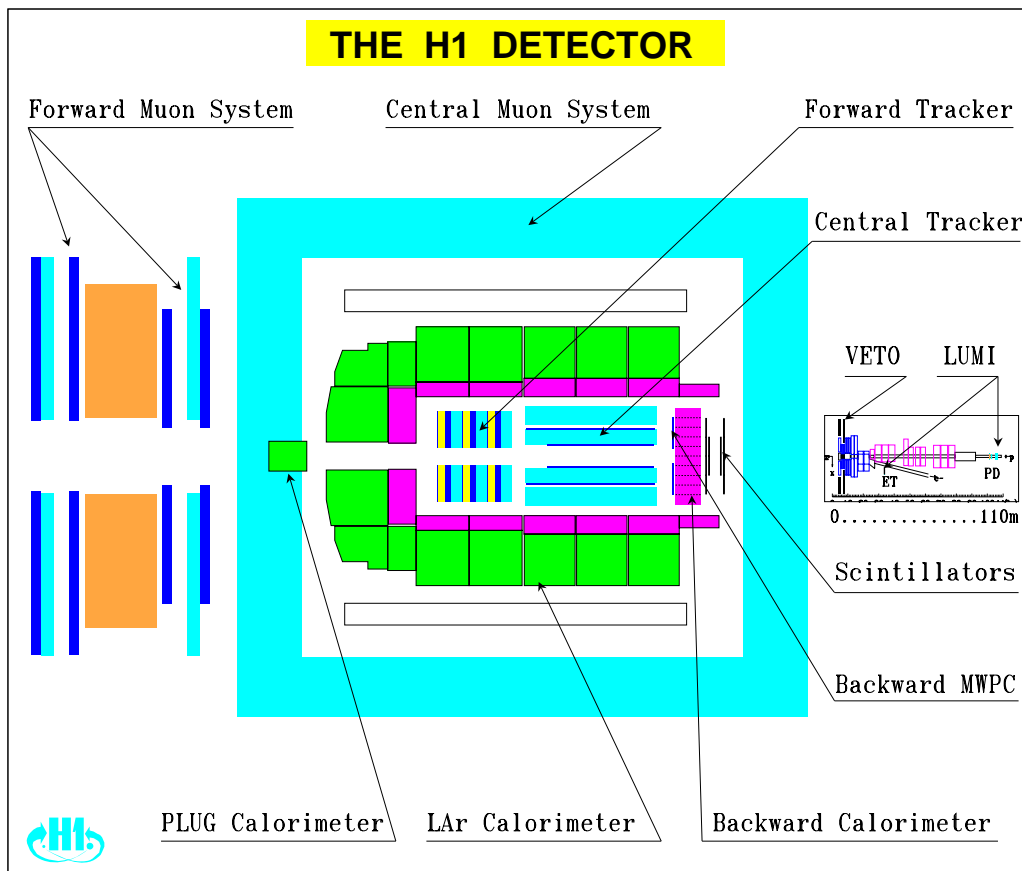 THE H1 DETECTOR
Forward Muon System
Central Muon System
Forward Tracker
Central Tracker
VETO
LUMI
ET
PD
0..............110m
Scintillators
Backward MWPC
PLUG Calorimeter
LAr Calorimeter
Backward Calorimeter
H1